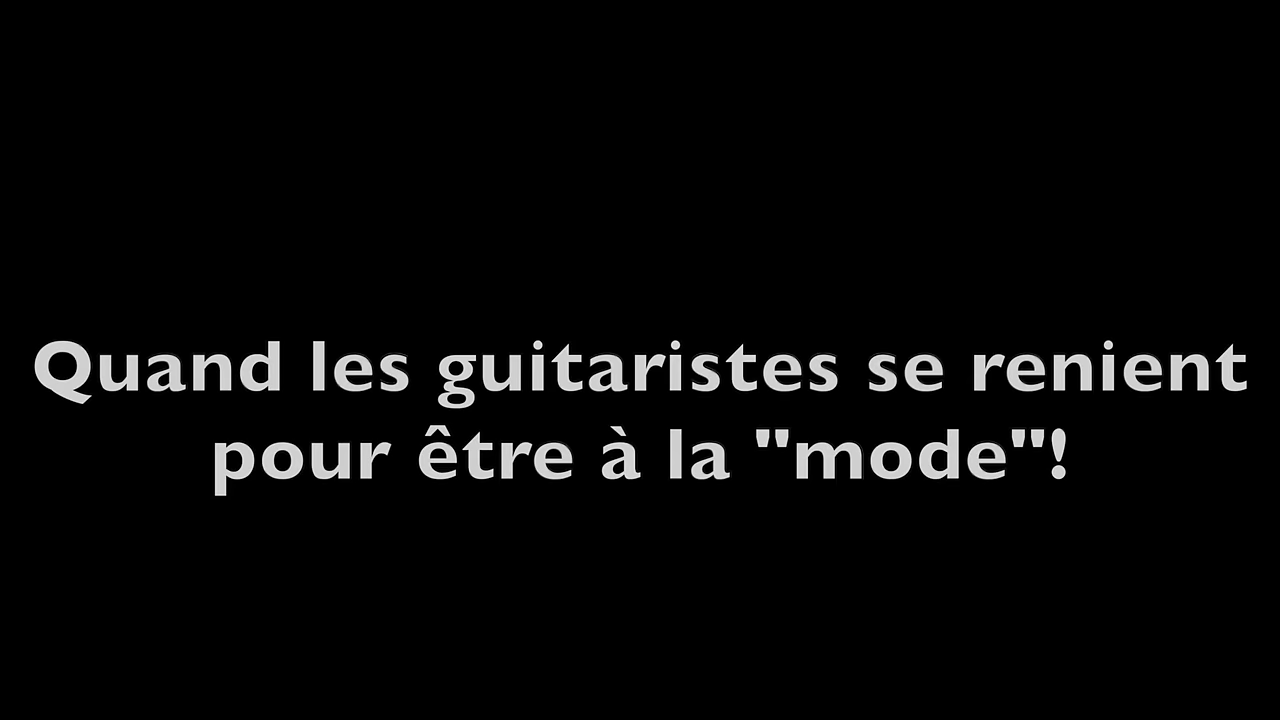 Quand les guitaristes se renient
pour être à la "mode"!